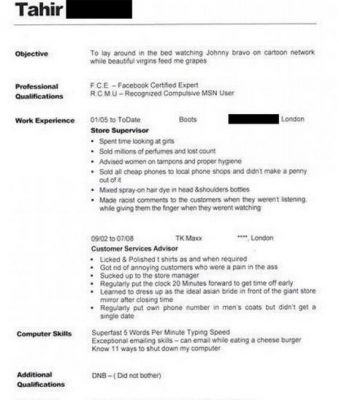 Tahir
Objective
To lay around in the bed watching Johnny bravo on cartoon network
while beautiful virgins feed me grapes
Professional
Qualifications
F.C.E. – Facebook Certified Expert
R.C.M.U – Recognized Compulsive MSN User
Work Experience
01/05 to ToDate Boots London
Store Supervisor
• Spent time looking at girls
• Sold millions of perfumes and lost count
• Advised women on tampons and proper hygiene
• Sold all cheap phones to local phone shops and didn't make a penny
out of it
• Mixed spray-on hair dye in head &shoulders bottles
• Made racist comments to the customers when they weren't listening,
while giving them the finger when they werent watching
09/02 to 07/08 TK Maxx ****, London
Customer Services Advisor
• Licked & Polished t shirts as and when required
• Got rid of annoying customers who were a pain in the ass
• Sucked up to the store manager
• Regularly put the clock 20 Minutes forward to get time off early
• Learned to dress up as the ideal asian bride in front of the giant store
mirror after closing time
• Regularly put own phone number in men's coats but didn't get a
single date
Computer Skills
Superfast 5 Words Per Minute Typing Speed
Exceptional emailing skills – can email while eating a cheese burger
Know 11 ways to shut down my computer
Additional
Qualifications
DNB – ( Did not bother)